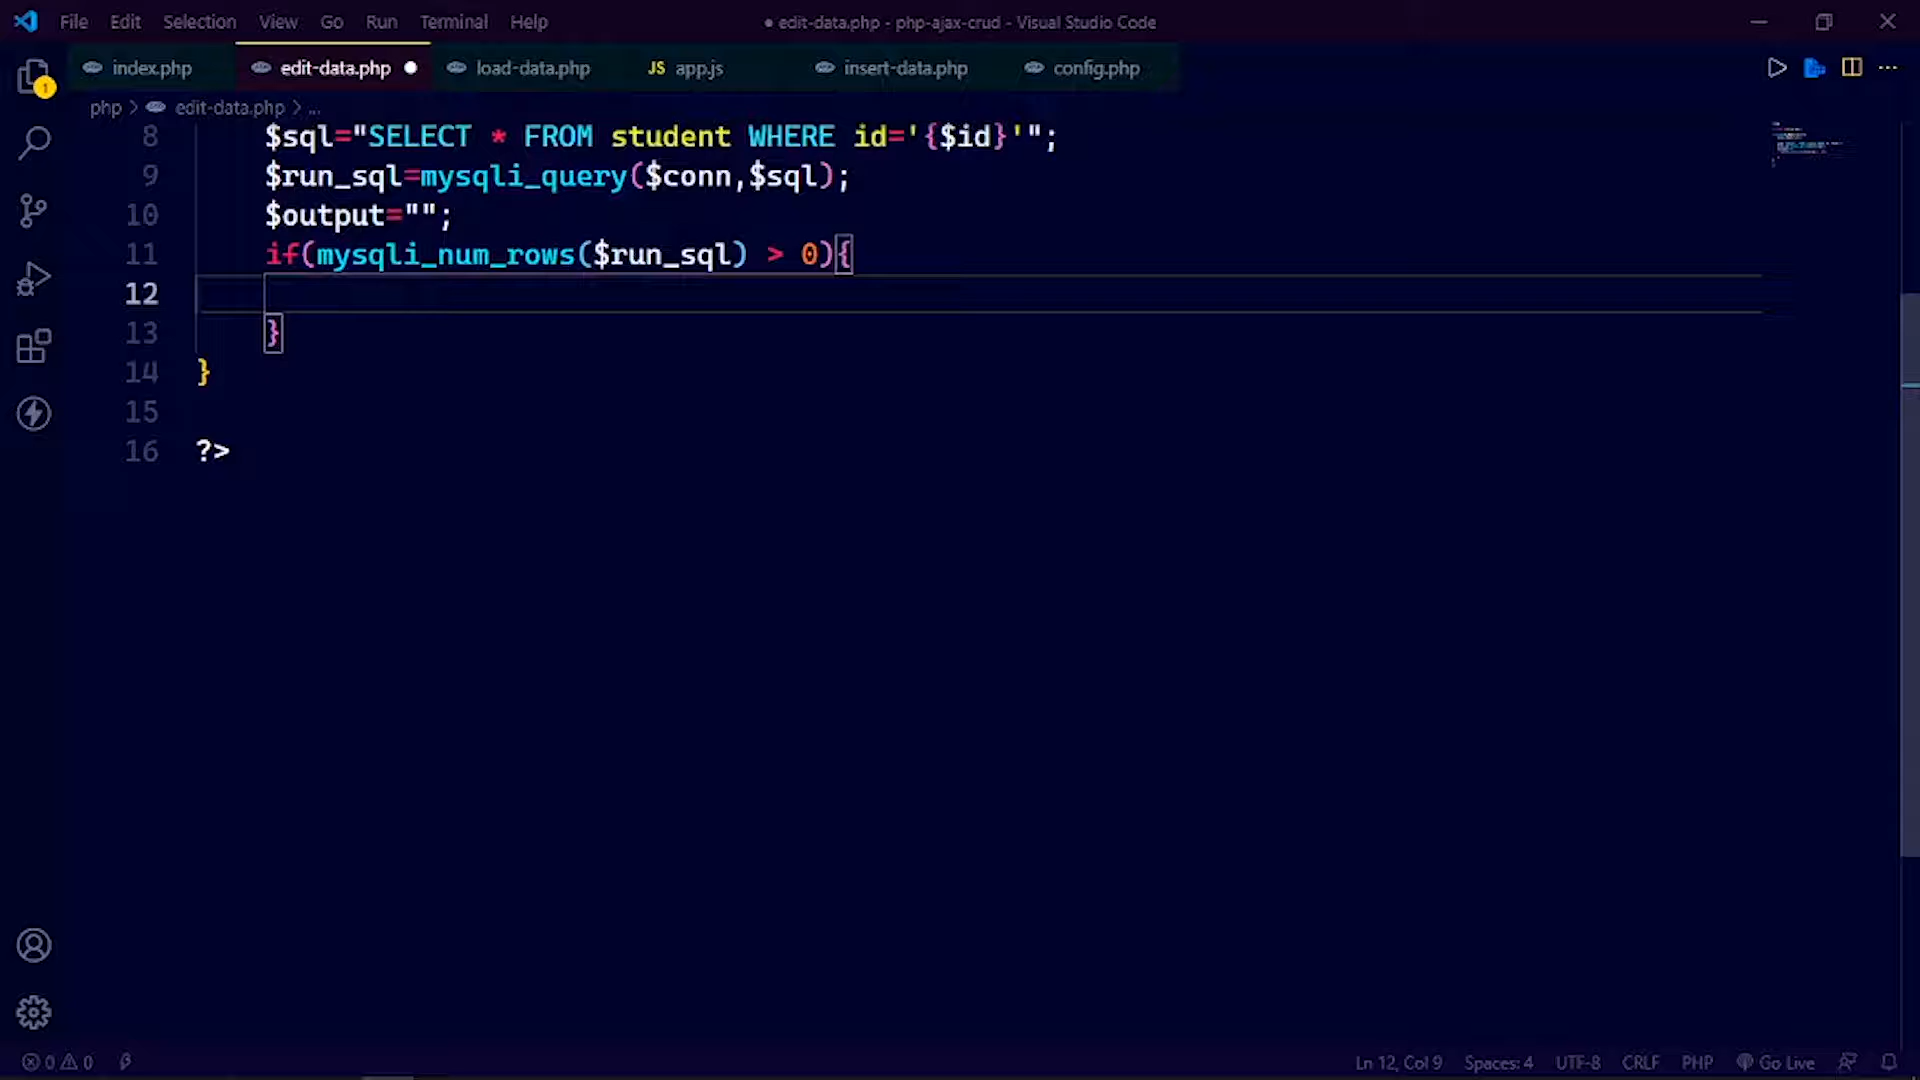 File Edit Selection View Go Run Terminal Help ● edit-data.php - php-ajax-crud - Visual Studio Code
index.php edit-data.php ● load-data.php JS app.js insert-data.php config.php
1
php > edit-data.php > ...
8 $sql="SELECT * FROM student WHERE id='{$id}'";
9 $run_sql=mysqli_query($conn,$sql);
10 $output="";
11 if(mysqli_num_rows($run_sql) > 0){
12
13 }
14 }
15
16 ?>
0 0 Ln 12, Col 9 Spaces: 4 UTF-8 CRLF PHP Go Live